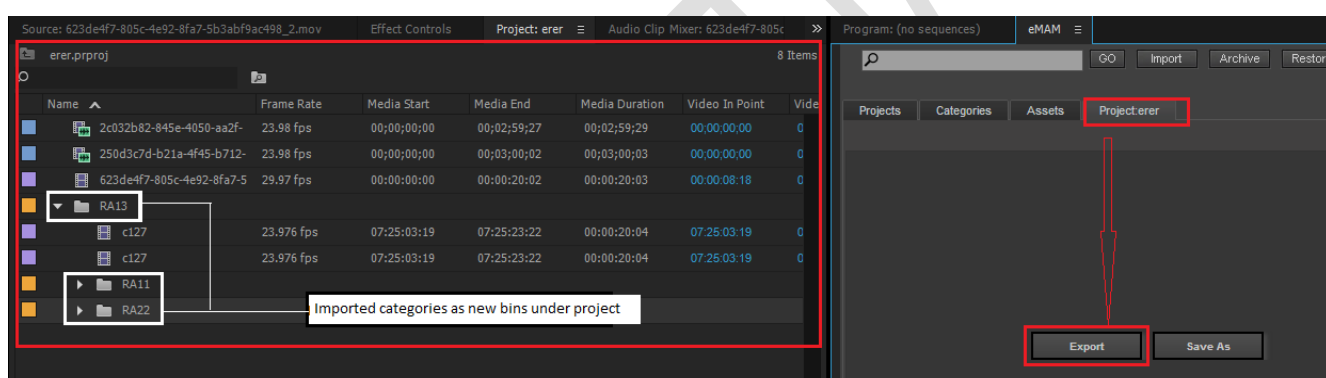 Source: 623de4f7-805c-4e92-8fa7-5b3abf9ac498_2.mov Effect Controls Project: erer Audio Clip Mixer: 623de4f7-805c Program: (no sequences) eMAM
erer.prproj 8 Items
GO Import Archive Restor
Name Frame Rate Media Start Media End Media Duration Video In Point Vide
Projects Categories Assets Project:erer
2c032b82-845e-4050-aa2f- 23.98 fps 00;00;00;00 00;02;59;27 00;02;59;29 00;00;00;00 0
250d3c7d-b21a-4f45-b712- 23.98 fps 00;00;00;00 00;03;00;02 00;03;00;03 00;00;00;00 0
623de4f7-805c-4e92-8fa7-5 29.97 fps 00:00:00:00 00:00:20:02 00:00:20:03 00:00:08:18 0
RA13
c127 23.976 fps 07:25:03:19 07:25:23:22 00:00:20:04 07:25:03:19 0
c127 23.976 fps 07:25:03:19 07:25:23:22 00:00:20:04 07:25:03:19 0
RA11
RA22
Imported categories as new bins under project
Export Save As